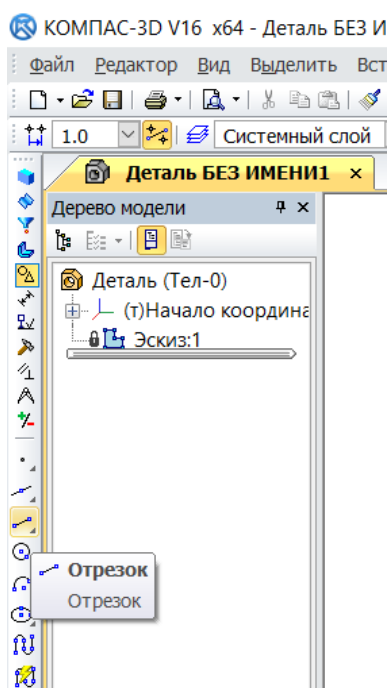 КОМПАС-3D V16 x64 - Деталь БЕЗ И
Файл Редактор Вид Выделить Вст
1.0 Системный слой
Деталь БЕЗ ИМЕНИ1 ×
Дерево модели
Деталь (Тел-0)
(т)Начало координа
Эскиз:1
Отрезок
Отрезок